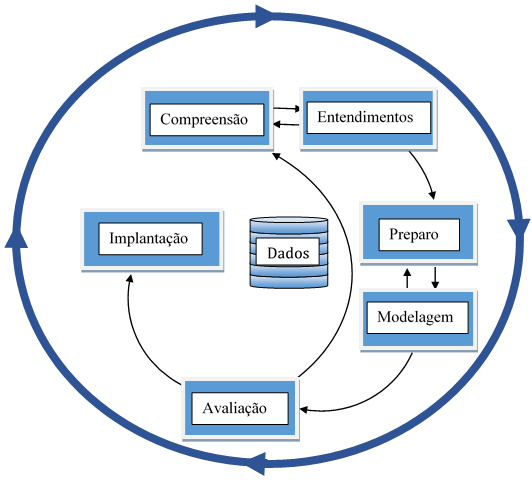 Compreensão
Entendimentos
Implantação
Dados
Preparo
Modelagem
Avaliação